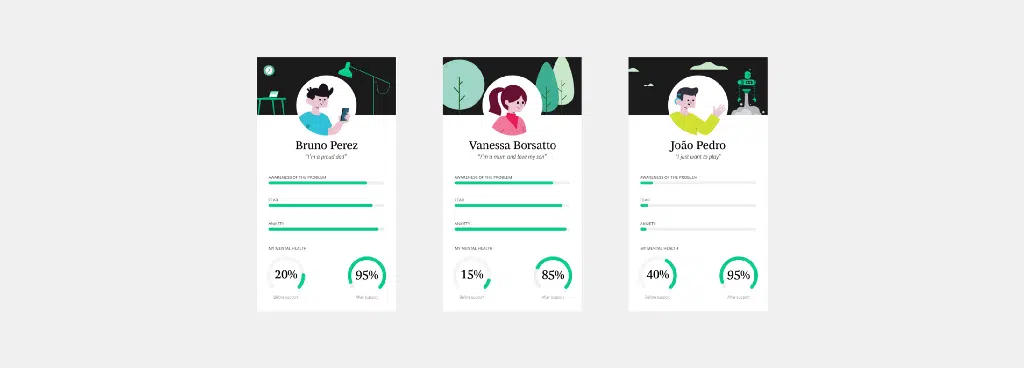 Bruno Perez
"I'm a proud dad"
AWARENESS OF THE PROBLEM
FEAR
ANXIETY
MY MENTAL HEALTH
20%
95%
Before support
After support
Vanessa Borsatto
"I'm a mum and love my son"
AWARENESS OF THE PROBLEM
FEAR
ANXIETY
MY MENTAL HEALTH
15%
85%
Before support
After support
João Pedro
"I just want to play"
AWARENESS OF THE PROBLEM
FEAR
ANXIETY
MY MENTAL HEALTH
40%
95%
Before support
After support